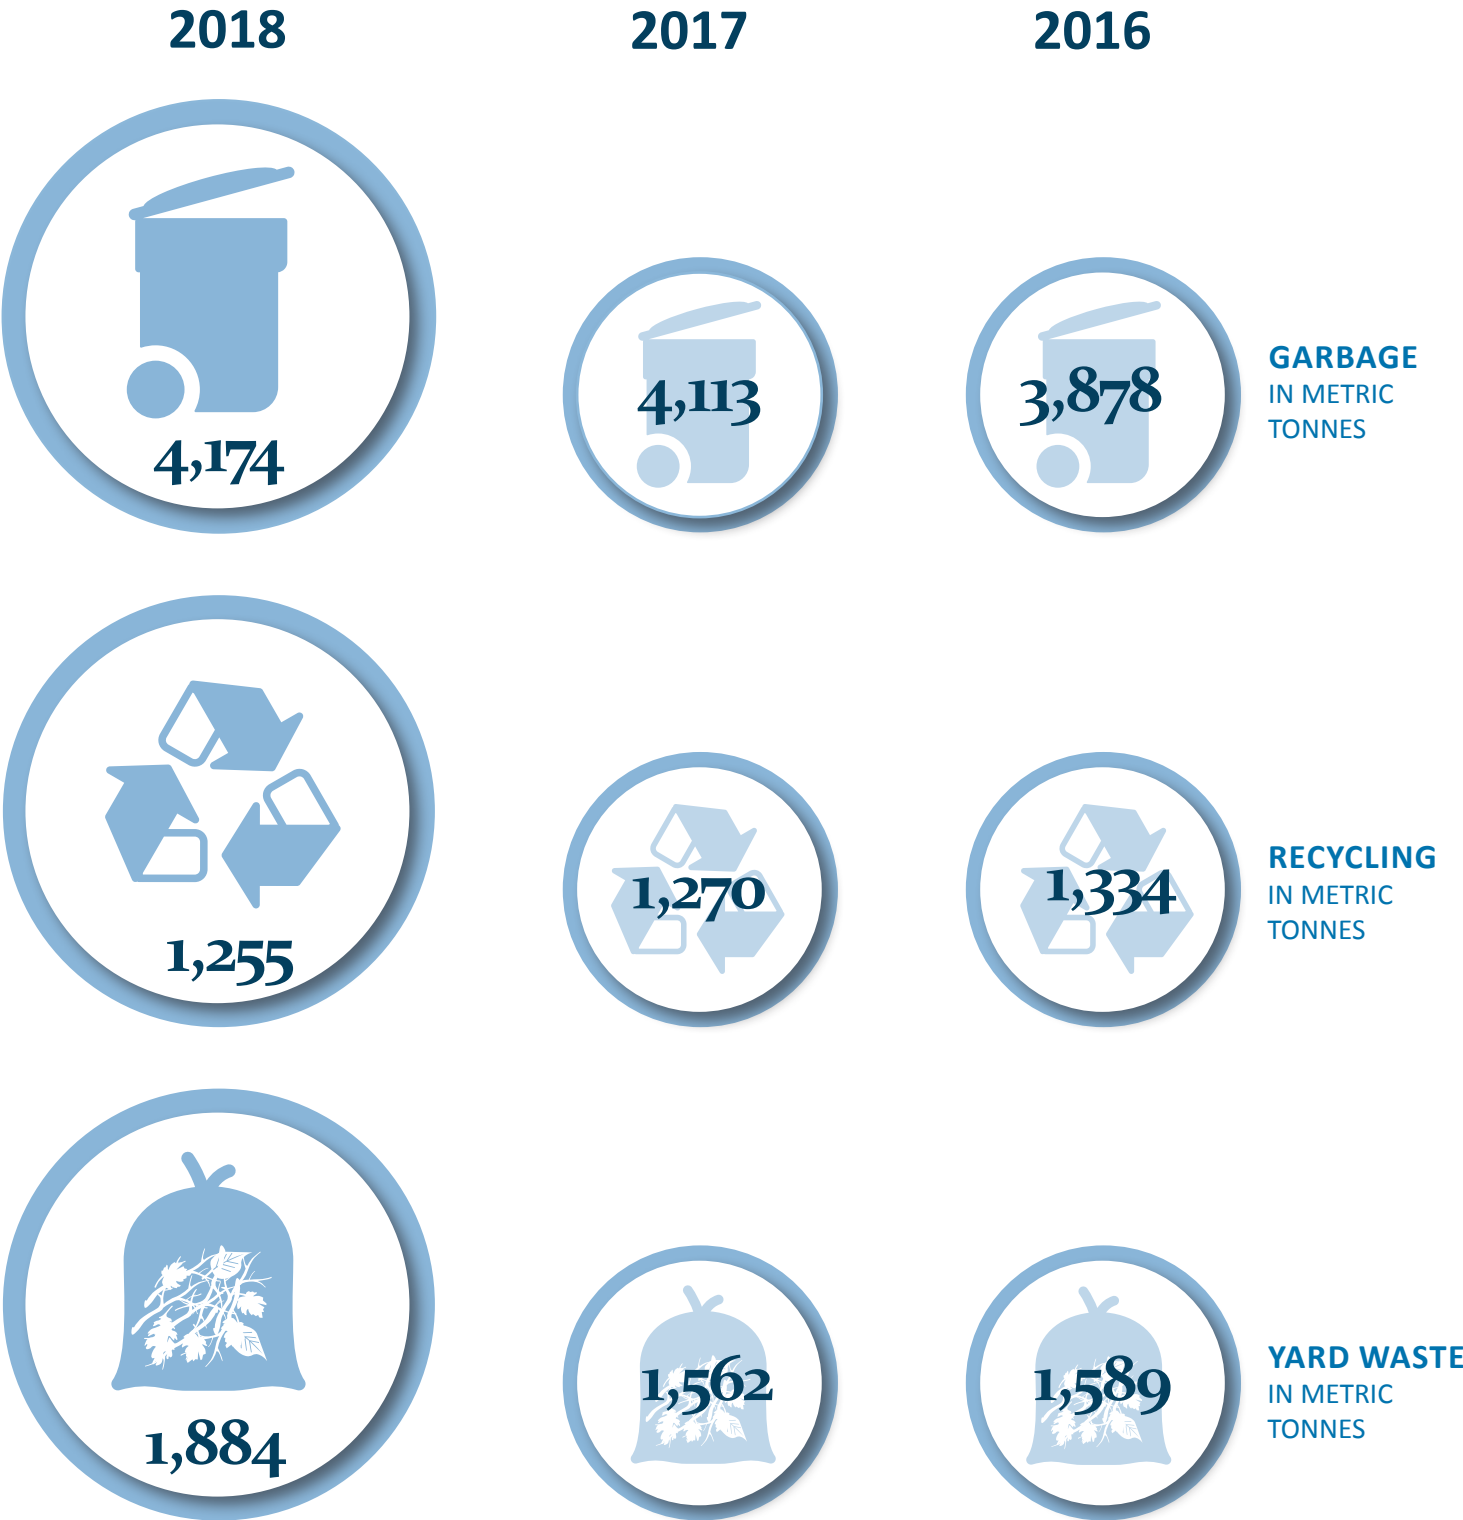 2018 2017 2016
4,174 4,113 3,878 GARBAGE
IN METRIC
TONNES
1,255 1,270 1,334 RECYCLING
IN METRIC
TONNES
1,884 1,562 1,589 YARD WASTE
IN METRIC
TONNES